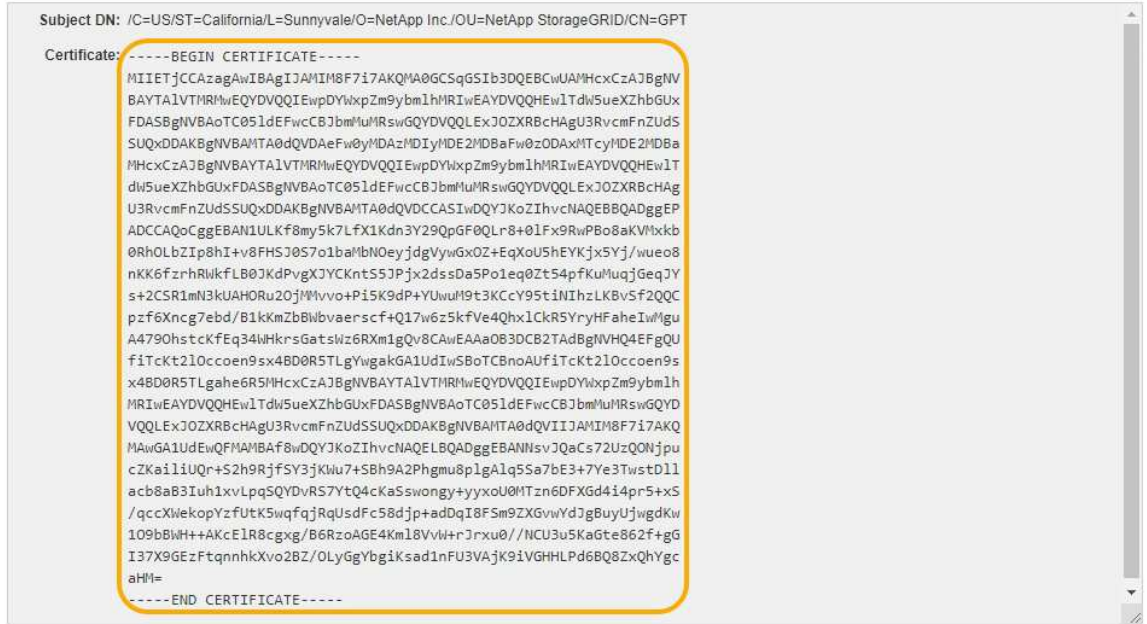 Subject DN: /C=US/ST=California/L=Sunnyvale/O=NetApp Inc./OU=NetApp StorageGRID/CN=GPT
Certificate: -----BEGIN CERTIFICATE-----
MIIETjCCAzagAwIBAgIJAMIM8F7i7AKQMA0GCSqGSIb3DQEBCwUAMHcxCzAJBgNV
BAYTAlVTMRMwEQYDVQQIEwpDYWxpZm9ybmlhMRIwEAYDVQQHEwlTdW5ueXZhbGUx
FDASBgNVBAoTC05ldEFwcCBJbmMuMRswGQYDVQQLExJOZXRBcHAgU3RvcmFnZUdS
SUQxDDAKBgNVBAMTA0dQVDAeFw0yMDAzMDIyMDE2MDBaFw0zODAxMTcyMDE2MDBa
MHcxCzAJBgNVBAYTAlVTMRMwEQYDVQQIEwpDYWxpZm9ybmlhMRIwEAYDVQQHEwlT
dW5ueXZhbGUxFDASBgNVBAoTC05ldEFwcCBJbmMuMRswGQYDVQQLExJOZXRBcHAg
U3RvcmFnZUdSSUQxDDAKBgNVBAMTA0dQVDCCASIwDQYJKoZIhvcNAQEBBQADggEP
ADCCAQoCggEBAN1ULKf8my5k7LfX1Kdn3Y29QpGF0QLr8+0lFx9RwPBo8aKVMxkb
0RhOLbZIp8hI+v8FHSJ0S7o1baMbNOeyjdgVywGxOZ+EqXoU5hEYKjx5Yj/wueo8
nKK6fzrhRWkfLB0JKdPvgXJYCKntS5JPjx2dssDa5Po1eq0Zt54pfKuMuqjGeqJY
s+2CSR1mN3kUAHORu2OjMMvvo+Pi5K9dP+YUwuM9t3KCcY95tiNIhzLKBvSf2QQC
pzf6Xncg7ebd/B1kKmZbBWbvaerscf+Q17w6z5kfVe4QhxlCkR5YryHFaheIwMgu
A479OhstcKfEq34WHkrsGatsWz6RXm1gQv8CAwEAAaOB3DCB2TAdBgNVHQ4EFgQU
fiTcKt2lOccoen9sx4BD0R5TLgYwgakGA1UdIwSBoTCBnoAUfiTcKt2lOccoen9s
x4BD0R5TLgahe6R5MHcxCzAJBgNVBAYTAlVTMRMwEQYDVQQIEwpDYWxpZm9ybmlh
MRIwEAYDVQQHEwlTdW5ueXZhbGUxFDASBgNVBAoTC05ldEFwcCBJbmMuMRswGQYD
VQQLExJOZXRBcHAgU3RvcmFnZUdSSUQxDDAKBgNVBAMTA0dQVIIJAMIM8F7i7AKQ
MAwGA1UdEwQFMAMBAf8wDQYJKoZIhvcNAQELBQADggEBANNsvJQaCs72UzQONjpu
cZKailiUQr+S2h9RjfSY3jKWu7+SBh9A2Phgmu8plgAlq5Sa7bE3+7Ye3TwstDll
acb8aB3Iuh1xvLpqSQYDvRS7YtQ4cKaSswongy+yyxoU0MTzn6DFXGd4i4pr5+xS
/qccXWekopYzfUtK5wqfqjRqUsdFc58djp+adDqI8FSm9ZXGvwYdJgBuyUjwgdKw
1O9bBWH++AKcElR8cgxg/B6RzoAGE4Kml8VvW+rJrxu0//NCU3u5KaGte862f+gG
I37X9GEzFtqnnhkXvo2BZ/OLyGgYbgiKsad1nFU3VAjK9iVGHHLPd6BQ8ZxQhYgc
aHM=
-----END CERTIFICATE-----